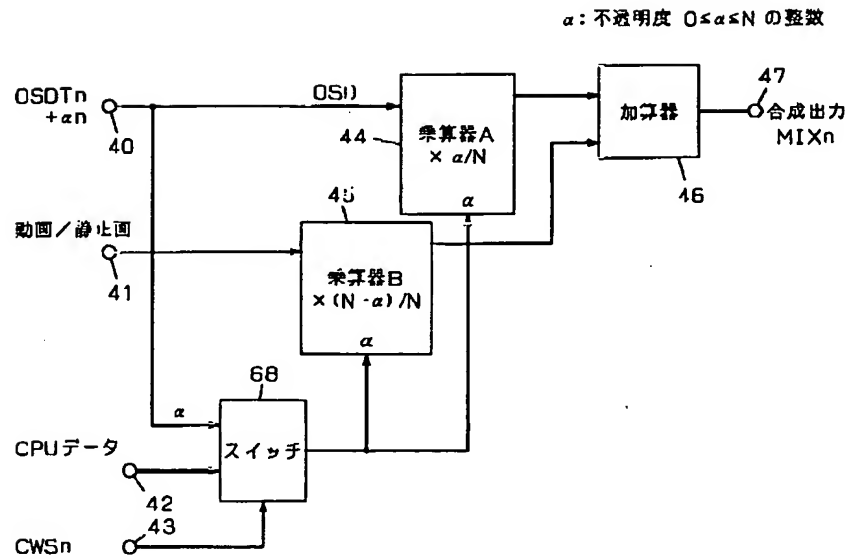 α：不透明度 0≤α≤N の整数
OSDTn
+αn
40
OSD
44
乗算器A
× α/N
α
加算器
46
47
合成出力
MIXn
動画／静止画
41
45
乗算器B
×（N-α）/N
α
68
α
スイッチ
CPUデータ
42
43
CWSn